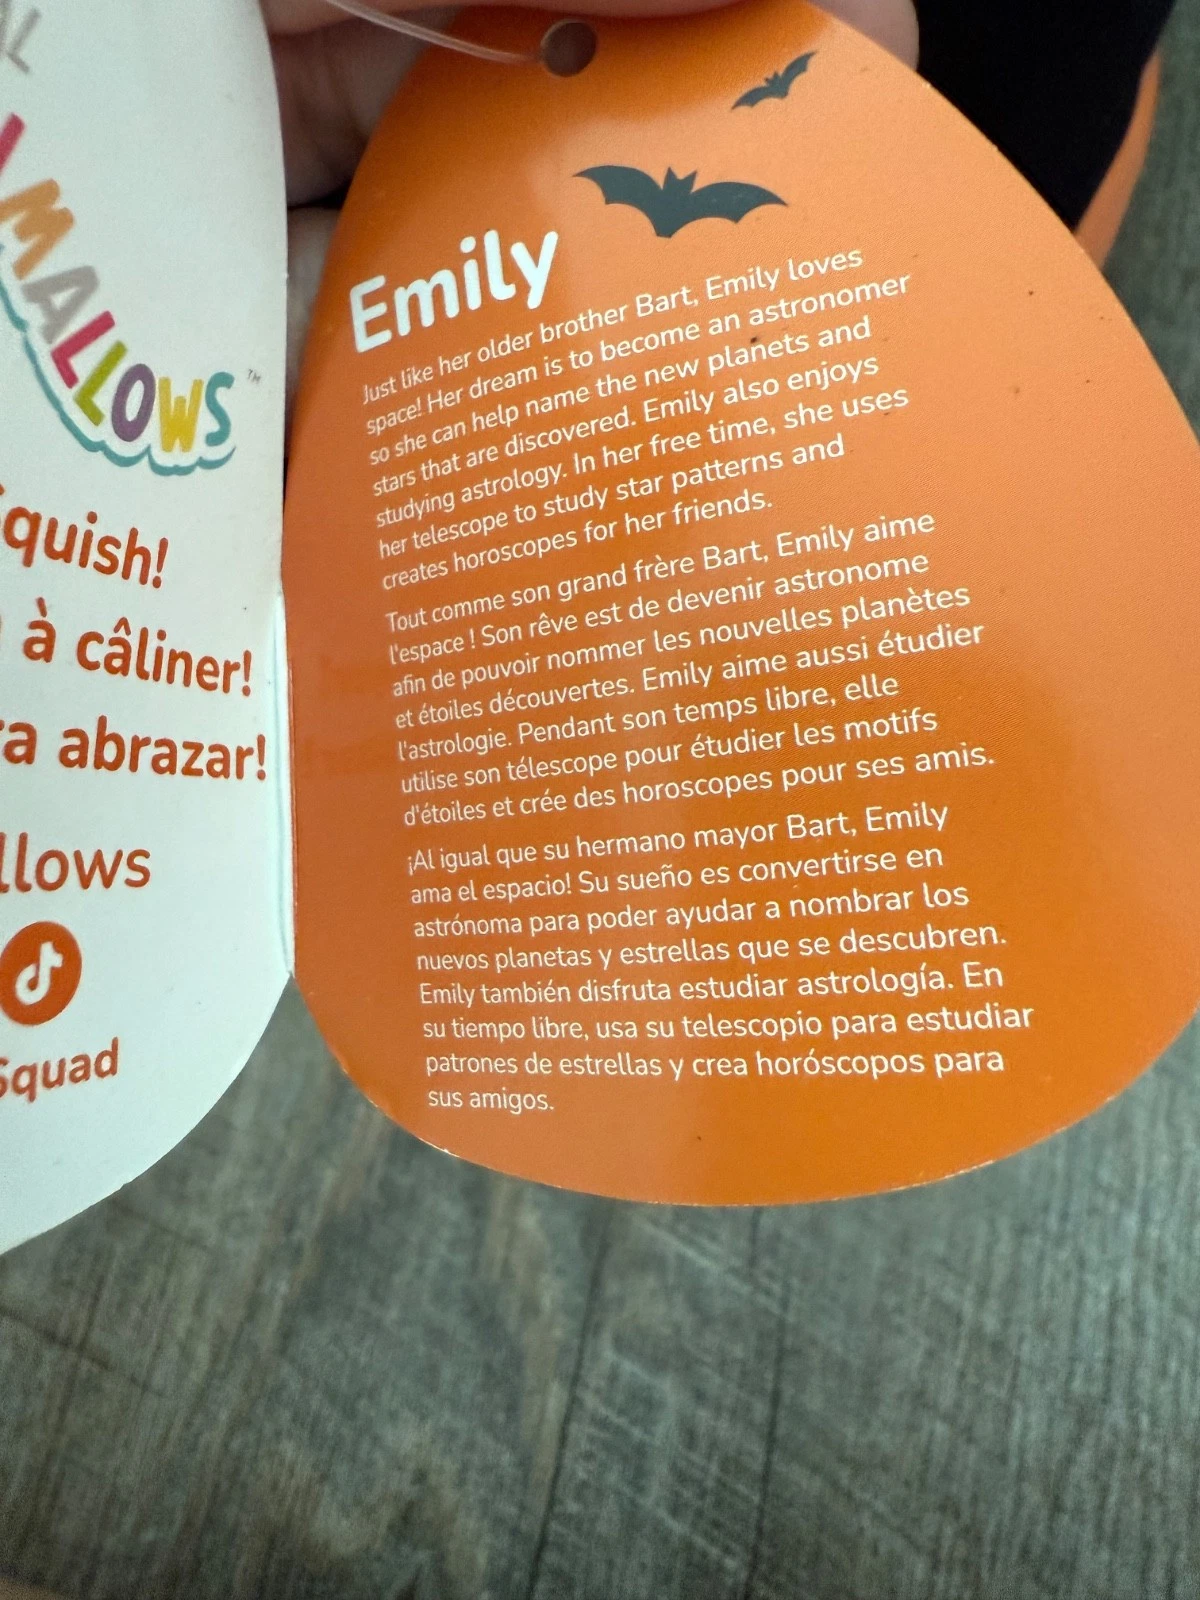 MALLOWS™
Squish!
à câliner!
abrazar!
Squad
Emily
Just like her older brother Bart, Emily loves
space! Her dream is to become an astronomer
so she can help name the new planets and
stars that are discovered. Emily also enjoys
studying astrology. In her free time, she uses
her telescope to study star patterns and
creates horoscopes for her friends.
Tout comme son grand frère Bart, Emily aime
l'espace ! Son rêve est de devenir astronome
afin de pouvoir nommer les nouvelles planètes
et étoiles découvertes. Emily aime aussi étudier
l'astrologie. Pendant son temps libre, elle
utilise son télescope pour étudier les motifs
d'étoiles et crée des horoscopes pour ses amis.
¡Al igual que su hermano mayor Bart, Emily
ama el espacio! Su sueño es convertirse en
astrónoma para poder ayudar a nombrar los
nuevos planetas y estrellas que se descubren.
Emily también disfruta estudiar astrología. En
su tiempo libre, usa su telescopio para estudiar
patrones de estrellas y crea horóscopos para
sus amigos.